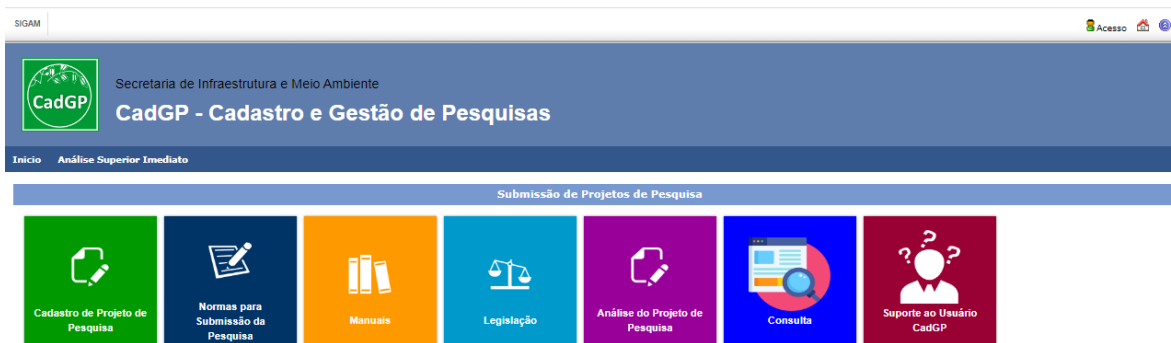 SIGAM
Acesso
CadGP
Secretaria de Infraestrutura e Meio Ambiente
CadGP - Cadastro e Gestão de Pesquisas
Inicio Análise Superior Imediato
Submissão de Projetos de Pesquisa
Cadastro de Projeto de
Pesquisa
Normas para
Submissão da
Pesquisa
Manuais
Legislação
Análise do Projeto de
Pesquisa
Consulta
? ? ?
Suporte ao Usuário
CadGP